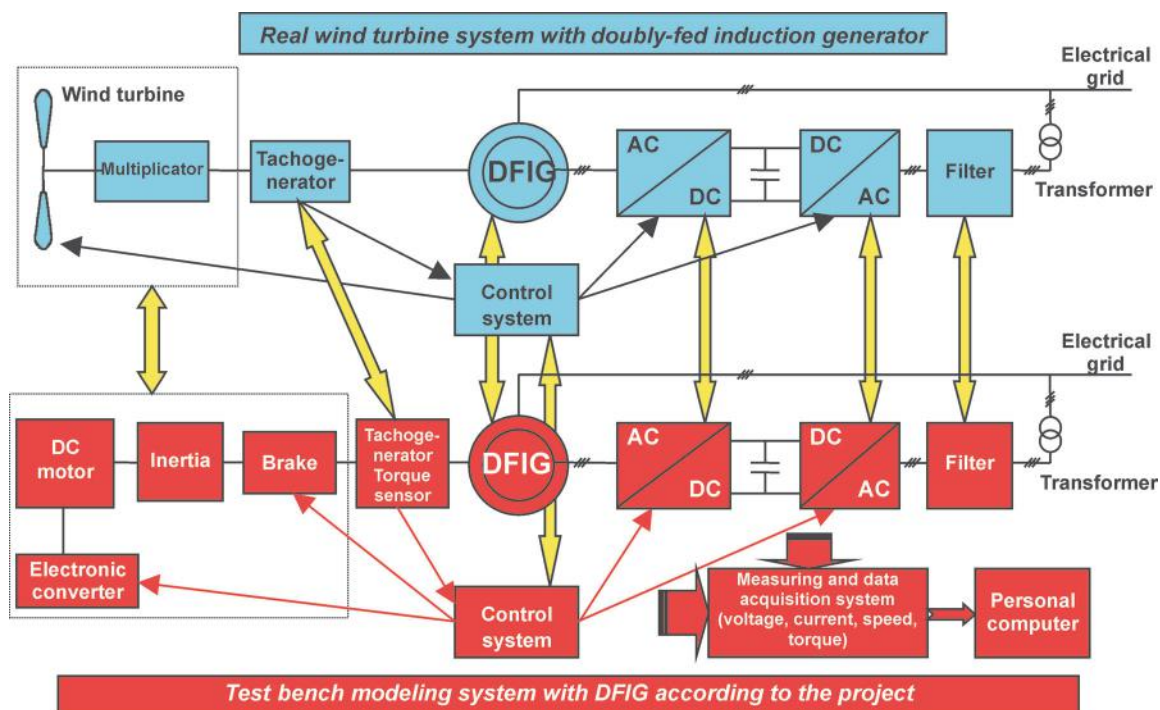 Real wind turbine system with doubly-fed induction generator
Electrical
grid
Wind turbine
Multiplicator
Tachoge-
nerator
DFIG
AC
DC
DC
AC
Filter
Transformer
Control
system
Electrical
grid
DC
motor
Inertia
Brake
Tachoge-
nerator
Torque
sensor
DFIG
AC
DC
DC
AC
Filter
Transformer
Electronic
converter
Control
system
Measuring and data
acquisition system
(voltage, current, speed,
torque)
Personal
computer
Test bench modeling system with DFIG according to the project